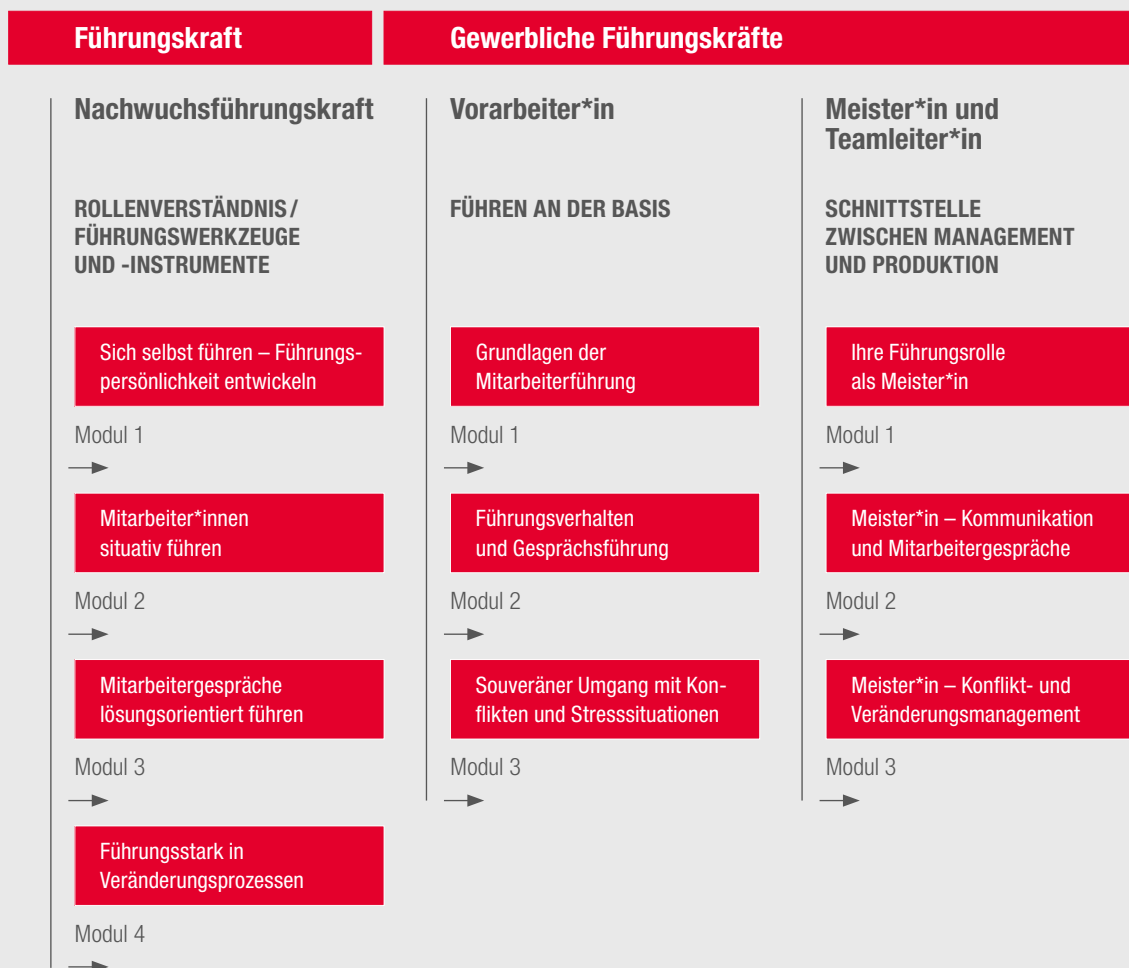 Führungskraft
Gewerbliche Führungskräfte
Nachwuchsführungskraft
ROLLENVERSTÄNDNIS /
FÜHRUNGSWERKZEUGE
UND -INSTRUMENTE
Sich selbst führen – Führungs-
persönlichkeit entwickeln
Modul 1
Mitarbeiter*innen
situativ führen
Modul 2
Mitarbeitergespräche
lösungsorientiert führen
Modul 3
Führungsstark in
Veränderungsprozessen
Modul 4
Vorarbeiter*in
FÜHREN AN DER BASIS
Grundlagen der
Mitarbeiterführung
Modul 1
Führungsverhalten
und Gesprächsführung
Modul 2
Souveräner Umgang mit Kon-
flikten und Stresssituationen
Modul 3
Meister*in und
Teamleiter*in
SCHNITTSTELLE
ZWISCHEN MANAGEMENT
UND PRODUKTION
Ihre Führungsrolle
als Meister*in
Modul 1
Meister*in – Kommunikation
und Mitarbeitergespräche
Modul 2
Meister*in – Konflikt- und
Veränderungsmanagement
Modul 3